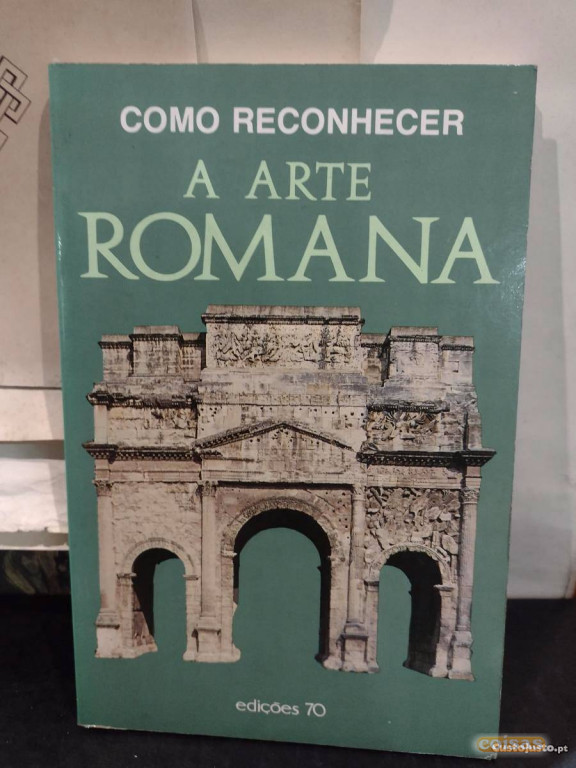 COMO RECONHECER
A ARTE
ROMANA
edições 70
coisas
CustoJusto.pt